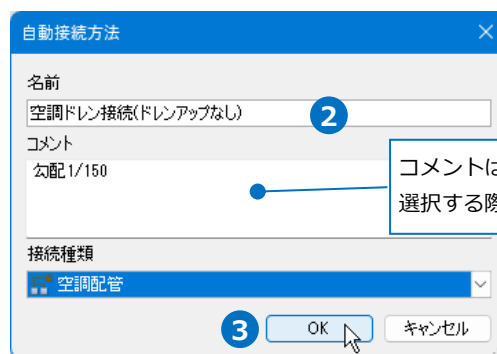 自動接続方法
名前
空調ドレン接続(ドレンアップなし)
2
コメント
勾配1/150
コメントは
選択する際
接続種類
空調配管
3
OK
キャンセル